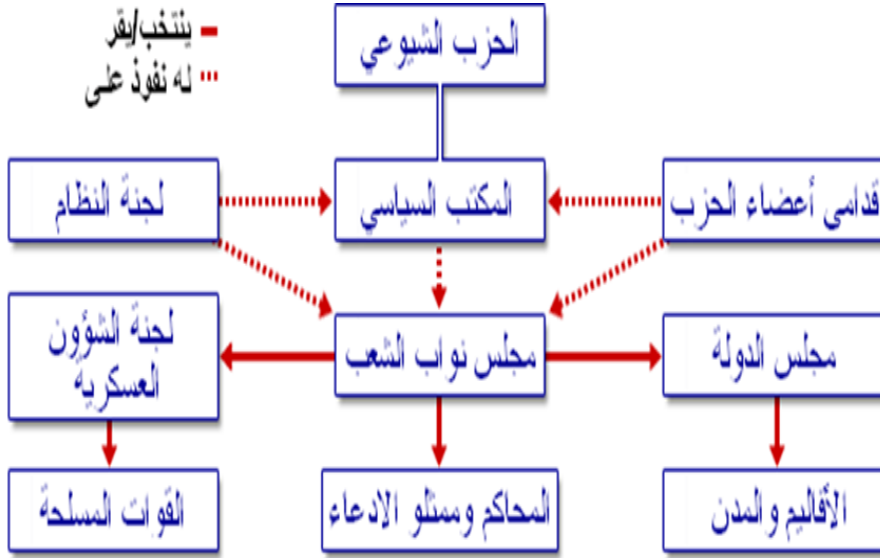 ينتخب/يقر
له نفوذ على
الحزب الشيوعي
قدامى أعضاء الحزب
المكتب السياسي
لجنة النظام
مجلس الدولة
مجلس نواب الشعب
لجنة الشؤون
العسكرية
الأقاليم والمدن
المحاكم وممثلو الادعاء
القوات المسلحة